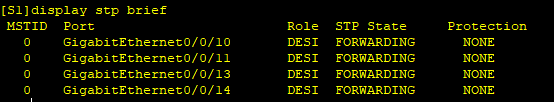 [S1]display stp brief
MSTID  Port                        Role  STP State     Protection
0    GigabitEthernet0/0/10       DESI  FORWARDING      NONE
0    GigabitEthernet0/0/11       DESI  FORWARDING      NONE
0    GigabitEthernet0/0/13       DESI  FORWARDING      NONE
0    GigabitEthernet0/0/14       DESI  FORWARDING      NONE